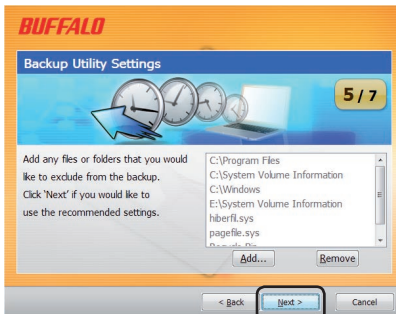 BUFFALO
Backup Utility Settings
5 / 7
Add any files or folders that you would
like to exclude from the backup.
Click 'Next' if you would like to
use the recommended settings.
C:\Program Files
C:\System Volume Information
C:\Windows
E:\System Volume Information
hiberfil.sys
pagefile.sys
Add...
Remove
< Back
Next >
Cancel